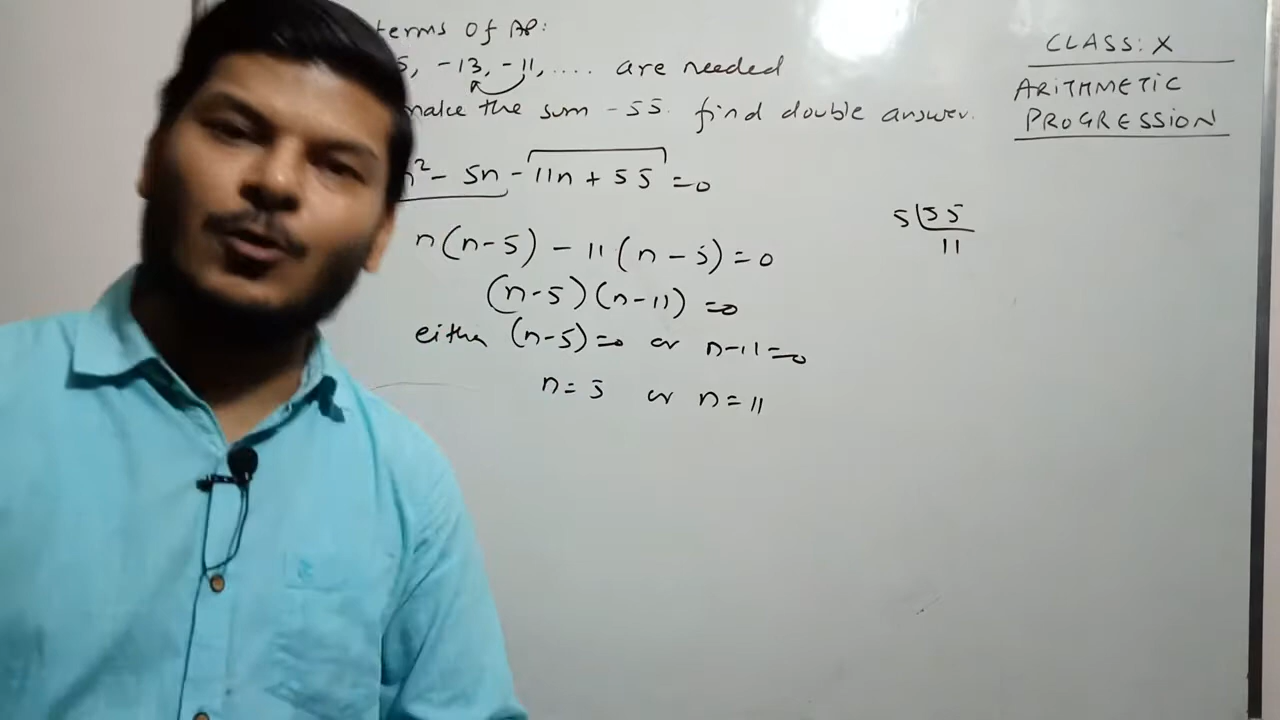 terms Of AP:
5, -13, -11, .... are needed
make the sum -55. find double answer.
n² - 5n - 11n + 55 = 0
n(n-5) - 11(n-5) = 0
(n-5)(n-11) = 0
either (n-5)=0 or n-11=0
n = 5 or n = 11
CLASS: X
ARITHMETIC
PROGRESSION
5 55
11